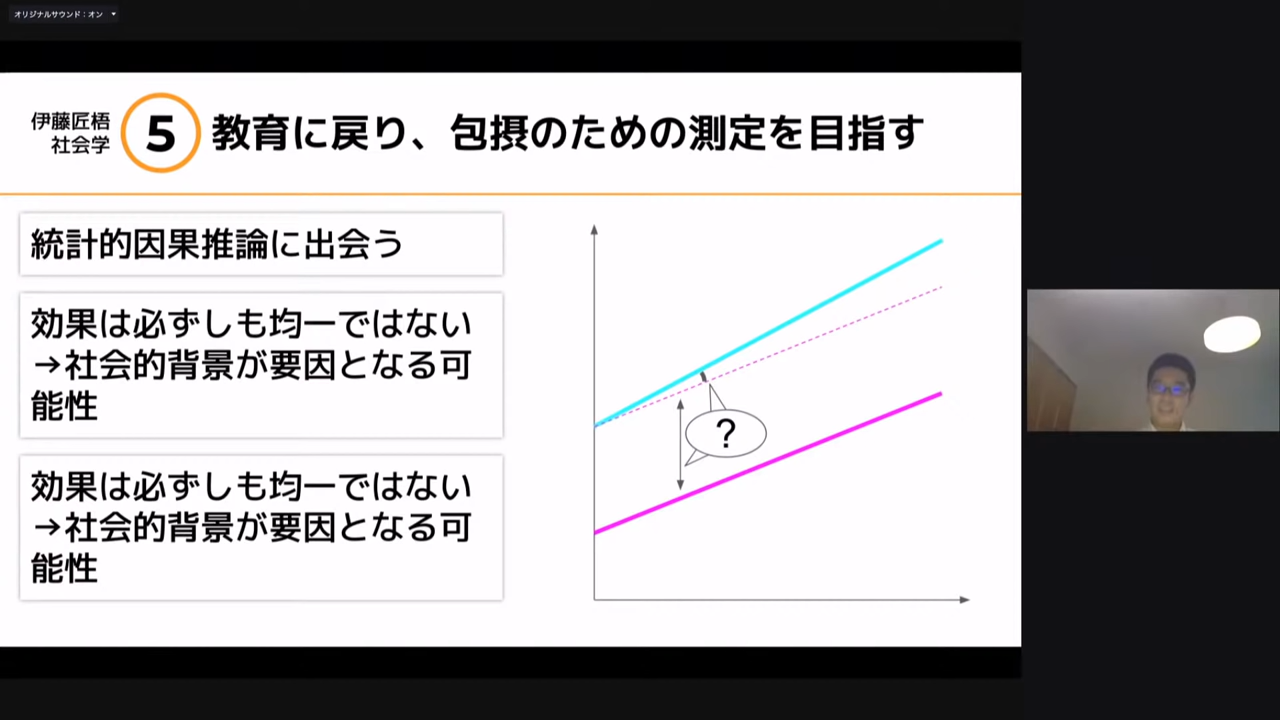 オリジナルサウンド:オン
伊藤匠梧
社会学
5
教育に戻り、包摂のための測定を目指す
統計的因果推論に出会う
効果は必ずしも均一ではない
→社会的背景が要因となる可
能性
効果は必ずしも均一ではない
→社会的背景が要因となる可
能性
?